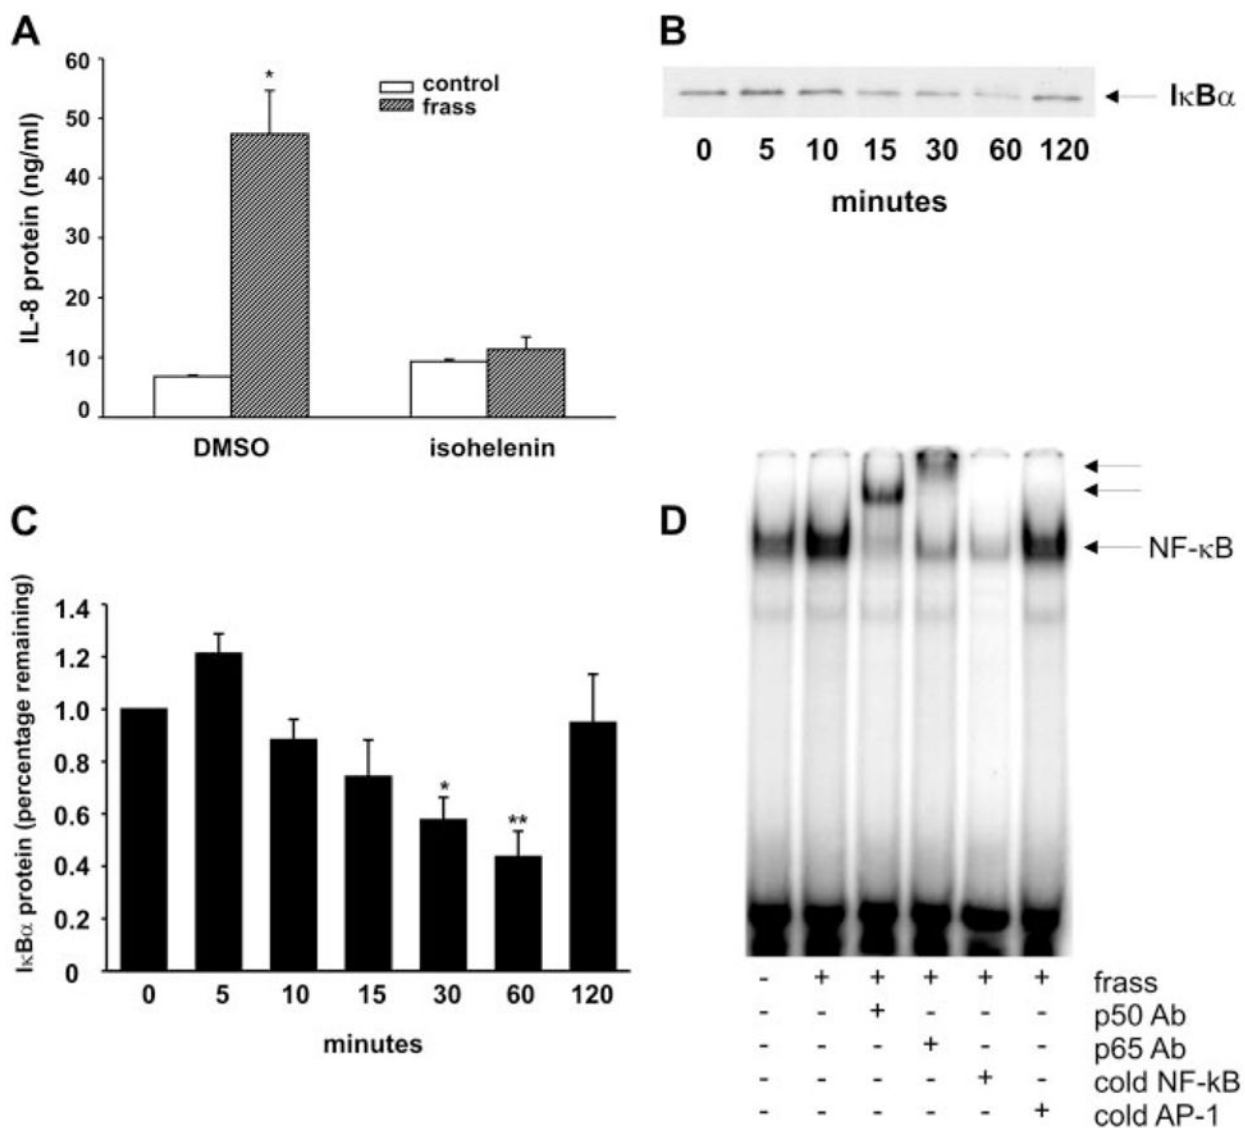 A
60
50
40
30
20
10
0
IL-8 protein (ng/ml)
*
control
frass
DMSO
isohelenin
B
IκBα
0 5 10 15 30 60 120
minutes
C
1.4
1.2
1.0
0.8
0.6
0.4
0.2
0
IκBα protein (percentage remaining)
*
**
0 5 10 15 30 60 120
minutes
D
NF-κB
- + + + + + frass
- - + - - - p50 Ab
- - - + - - p65 Ab
- - - - + - cold NF-kB
- - - - - + cold AP-1